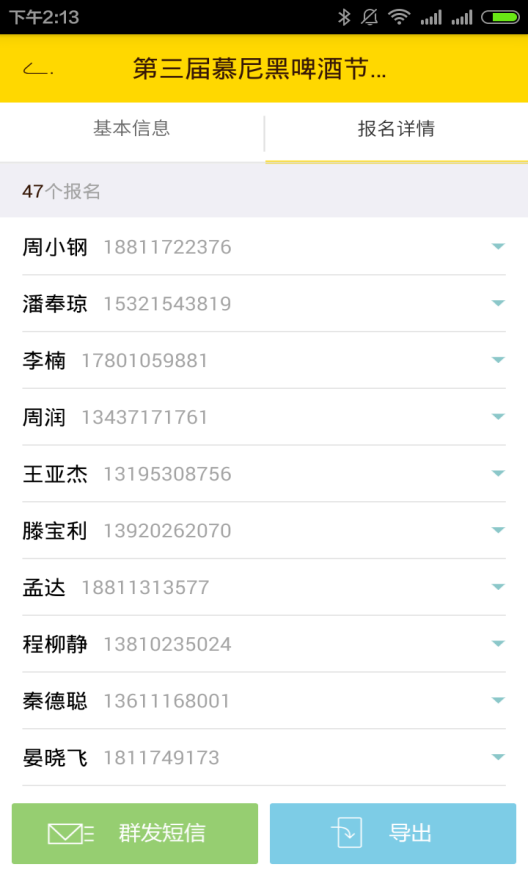 下午2:13
第三届慕尼黑啤酒节...
基本信息
报名详情
47个报名
周小钢 18811722376
潘奉琼 15321543819
李楠 17801059881
周润 13437171761
王亚杰 13195308756
滕宝利 13920262070
孟达 18811313577
程柳静 13810235024
秦德聪 13611168001
晏晓飞 1811749173
群发短信
导出